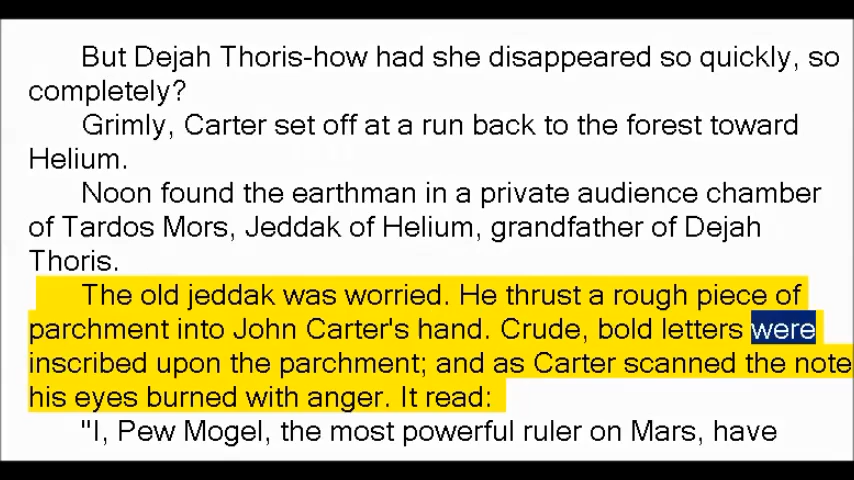 But Dejah Thoris-how had she disappeared so quickly, so
completely?
Grimly, Carter set off at a run back to the forest toward
Helium.
Noon found the earthman in a private audience chamber
of Tardos Mors, Jeddak of Helium, grandfather of Dejah
Thoris.
The old jeddak was worried. He thrust a rough piece of
parchment into John Carter's hand. Crude, bold letters were
inscribed upon the parchment; and as Carter scanned the note
his eyes burned with anger. It read:
"I, Pew Mogel, the most powerful ruler on Mars, have